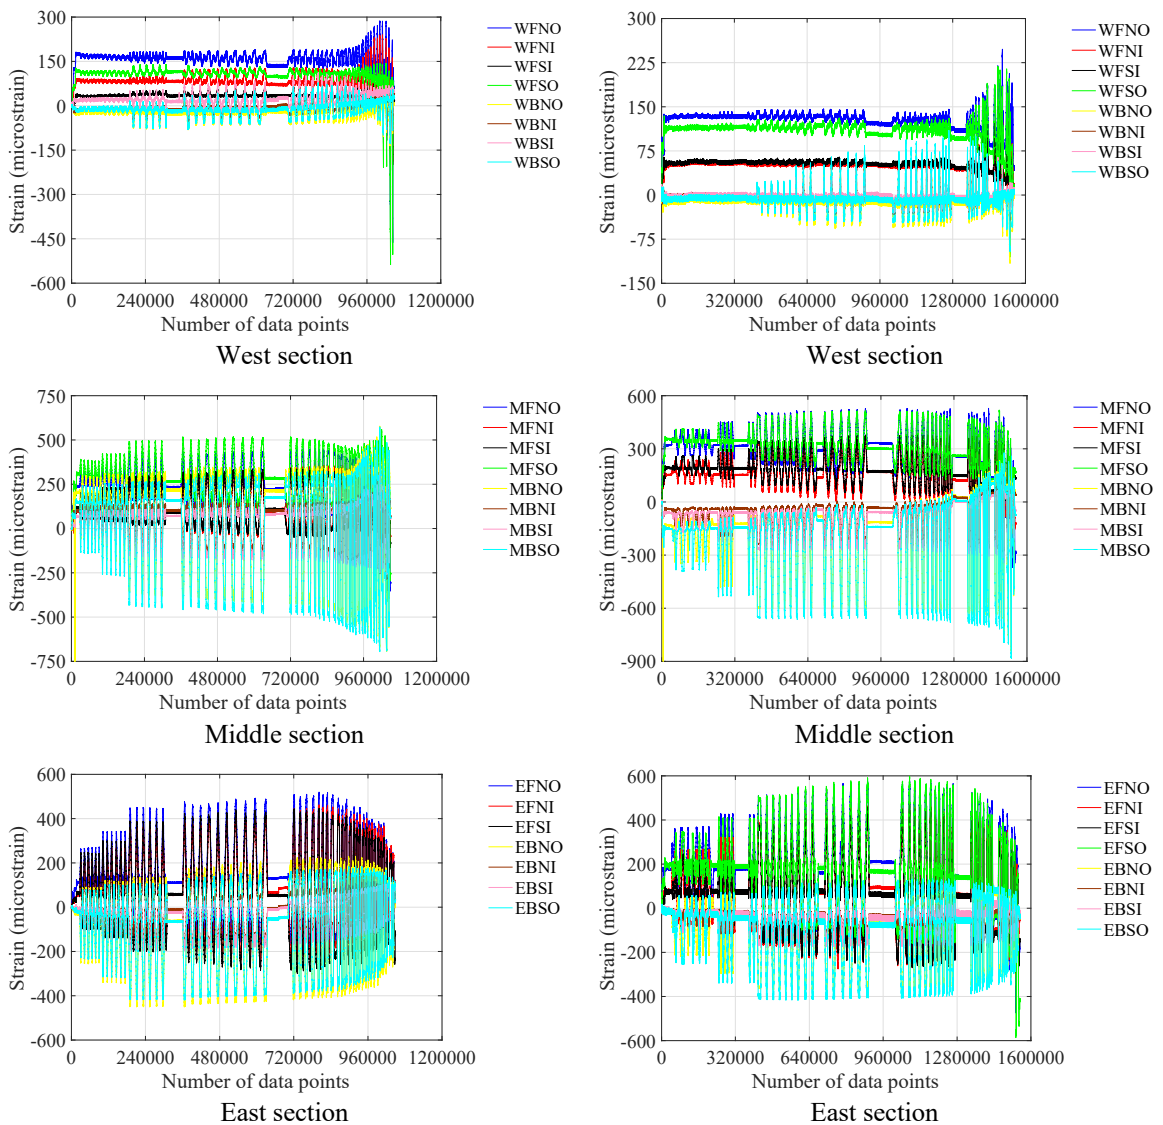 300
150
0
-150
-300
-450
-600
Strain (microstrain)
0 240000 480000 720000 960000 1200000
Number of data points
WFNO
WFNI
WFSI
WFSO
WBNO
WBNI
WBSI
WBSO
West section
300
225
150
75
0
-75
-150
Strain (microstrain)
0 320000 640000 960000 1280000 1600000
Number of data points
WFNO
WFNI
WFSI
WFSO
WBNO
WBNI
WBSI
WBSO
West section
750
500
250
0
-250
-500
-750
Strain (microstrain)
0 240000 480000 720000 960000 1200000
Number of data points
MFNO
MFNI
MFSI
MFSO
MBNO
MBNI
MBSI
MBSO
Middle section
600
300
0
-300
-600
-900
Strain (microstrain)
0 320000 640000 960000 1280000 1600000
Number of data points
MFNO
MFNI
MFSI
MFSO
MBNO
MBNI
MBSI
MBSO
Middle section
600
400
200
0
-200
-400
-600
Strain (microstrain)
0 240000 480000 720000 960000 1200000
Number of data points
EFNO
EFNI
EFSI
EBNO
EBNI
EBSI
EBSO
East section
600
400
200
0
-200
-400
-600
Strain (microstrain)
0 320000 640000 960000 1280000 1600000
Number of data points
EFNO
EFNI
EFSI
EFSO
EBNO
EBNI
EBSI
EBSO
East section